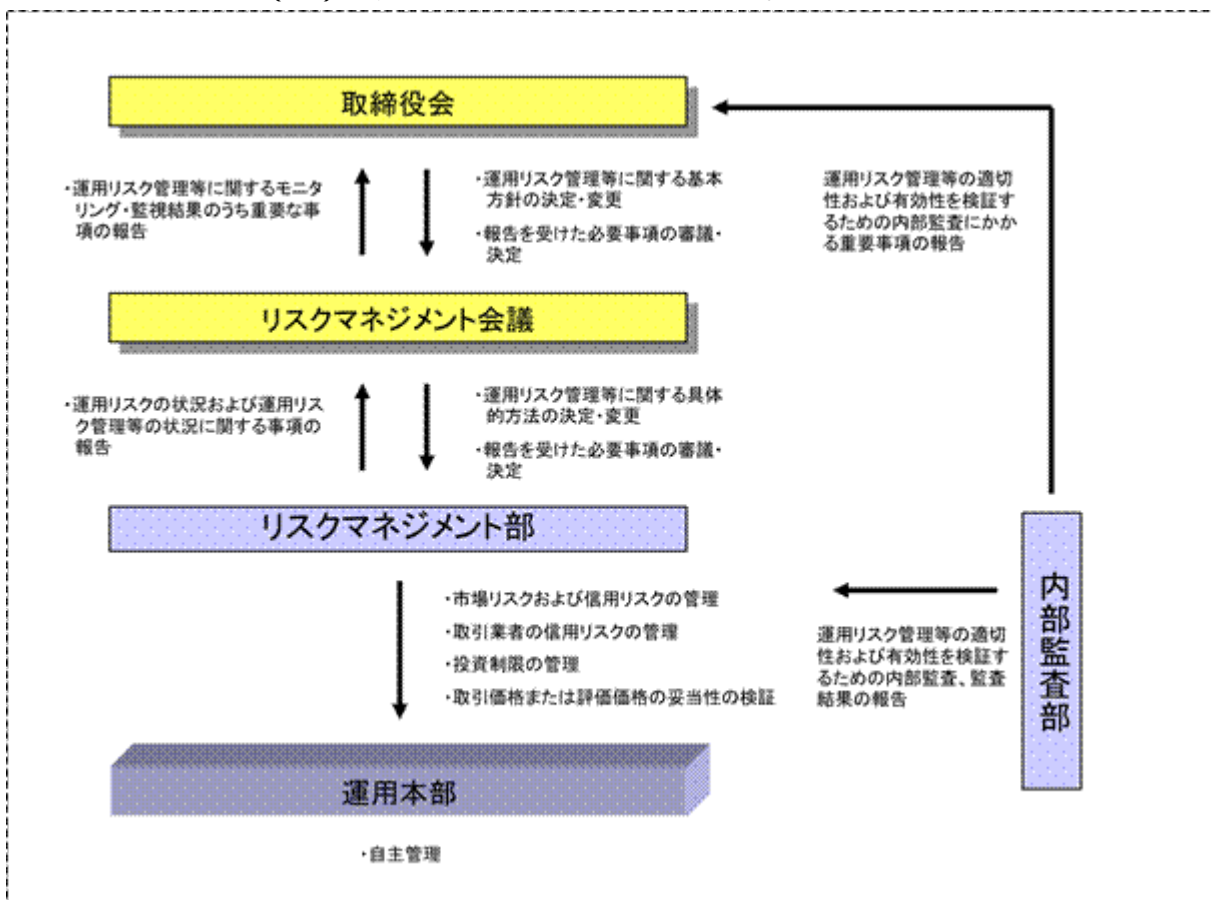 取締役会
・運用リスク管理等に関するモニタ
リング・監視結果のうち重要な事
項の報告
・運用リスク管理等に関する基本
方針の決定・変更
・報告を受けた必要事項の審議・
決定
運用リスク管理等の適切
性および有効性を検証す
るための内部監査にかか
る重要事項の報告
リスクマネジメント会議
・運用リスクの状況および運用リス
ク管理等の状況に関する事項の
報告
・運用リスク管理等に関する具体
的方法の決定・変更
・報告を受けた必要事項の審議・
決定
リスクマネジメント部
・市場リスクおよび信用リスクの管理
・取引業者の信用リスクの管理
・投資制限の管理
・取引価格または評価価格の妥当性の検証
運用リスク管理等の適切
性および有効性を検証す
るための内部監査、監査
結果の報告
内部監査部
運用本部
・自主管理